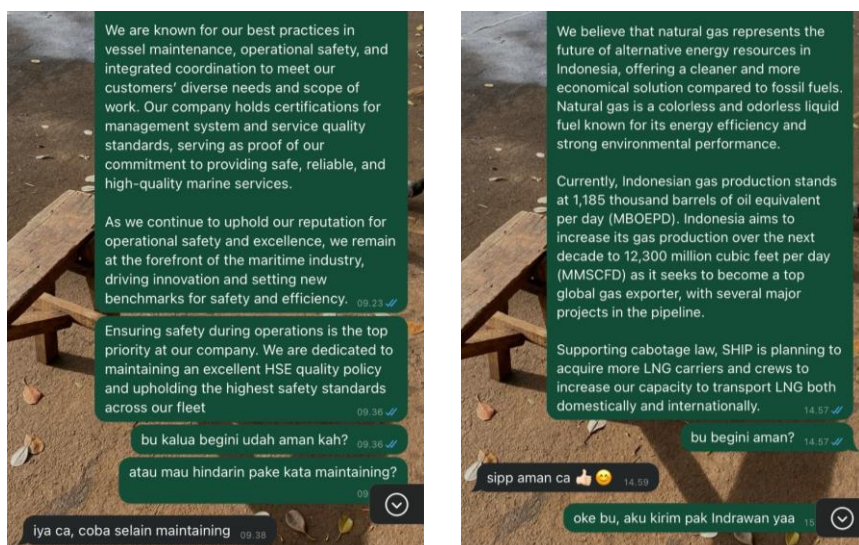 We are known for our best practices in
vessel maintenance, operational safety, and
integrated coordination to meet our
customers’ diverse needs and scope of
work. Our company holds certifications for
management system and service quality
standards, serving as proof of our
commitment to providing safe, reliable, and
high-quality marine services.
As we continue to uphold our reputation for
operational safety and excellence, we remain
at the forefront of the maritime industry,
driving innovation and setting new
benchmarks for safety and efficiency. 09.23
Ensuring safety during operations is the top
priority at our company. We are dedicated to
maintaining an excellent HSE quality policy
and upholding the highest safety standards
across our fleet 09.36
bu kalua begini udah aman kah? 09.36
atau mau hindarin pake kata maintaining?
09
iya ca, coba selain maintaining 09.38
We believe that natural gas represents the
future of alternative energy resources in
Indonesia, offering a cleaner and more
economical solution compared to fossil fuels.
Natural gas is a colorless and odorless liquid
fuel known for its energy efficiency and
strong environmental performance.
Currently, Indonesian gas production stands
at 1,185 thousand barrels of oil equivalent
per day (MBOEPD). Indonesia aims to
increase its gas production over the next
decade to 12,300 million cubic feet per day
(MMSCFD) as it seeks to become a top
global gas exporter, with several major
projects in the pipeline.
Supporting cabotage law, SHIP is planning to
acquire more LNG carriers and crews to
increase our capacity to transport LNG both
domestically and internationally. 14.57
bu begini aman? 14.57
sipp aman ca 👍🏻😊 14.59
oke bu, aku kirim pak Indrawan yaa 15